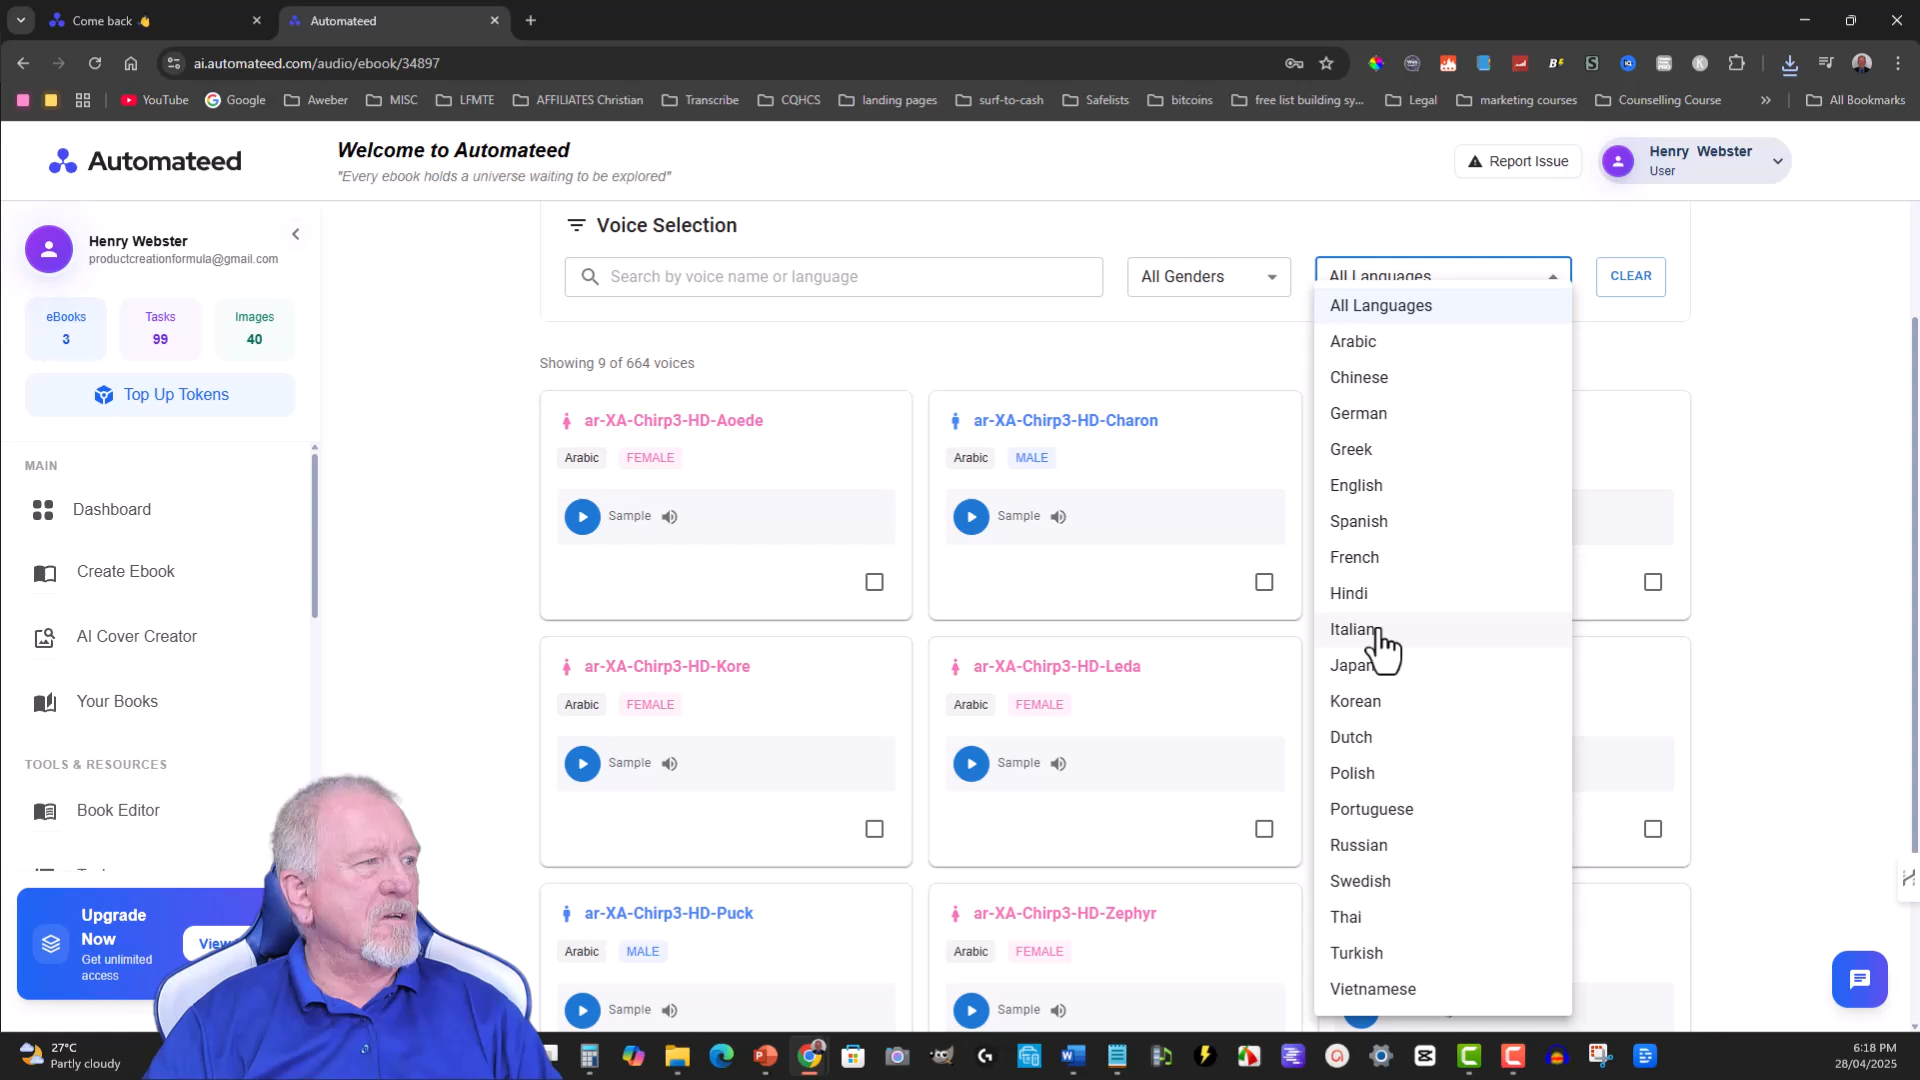 Come back 👋
Automateed
ai.automateed.com/audio/ebook/34897
YouTube
Google
Aweber
MISC
LFMTE
AFFILIATES Christian
Transcribe
CQHCS
landing pages
surf-to-cash
Safelists
bitcoins
free list building sy...
Legal
marketing courses
Counselling Course
All Bookmarks
Automateed
Welcome to Automateed
"Every ebook holds a universe waiting to be explored"
Report Issue
Henry Webster
User
Henry Webster
productcreationformula@gmail.com
eBooks
3
Tasks
99
Images
40
Top Up Tokens
MAIN
Dashboard
Create Ebook
AI Cover Creator
Your Books
TOOLS & RESOURCES
Book Editor
Upgrade
Now
Get unlimited
access
View
Voice Selection
Search by voice name or language
All Genders
All Languages
CLEAR
Showing 9 of 664 voices
ar-XA-Chirp3-HD-Aoede
Arabic FEMALE
Sample
ar-XA-Chirp3-HD-Charon
Arabic MALE
Sample
ar-XA-Chirp3-HD-Kore
Arabic FEMALE
Sample
ar-XA-Chirp3-HD-Leda
Arabic FEMALE
Sample
ar-XA-Chirp3-HD-Puck
Arabic MALE
Sample
ar-XA-Chirp3-HD-Zephyr
Arabic FEMALE
Sample
All Languages
Arabic
Chinese
German
Greek
English
Spanish
French
Hindi
Italian
Japan
Korean
Dutch
Polish
Portuguese
Russian
Swedish
Thai
Turkish
Vietnamese
27°C
Partly cloudy
6:18 PM
28/04/2025